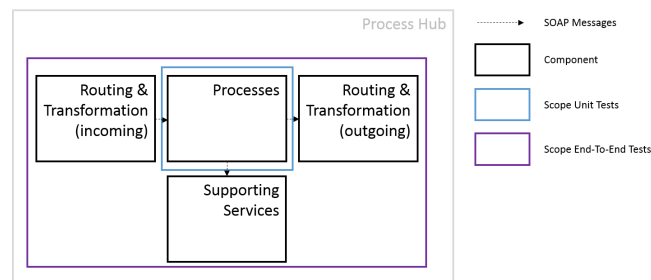 Process Hub
Routing &
Transformation
(incoming)
Processes
Routing &
Transformation
(outgoing)
Supporting
Services
SOAP Messages
Component
Scope Unit Tests
Scope End-To-End Tests